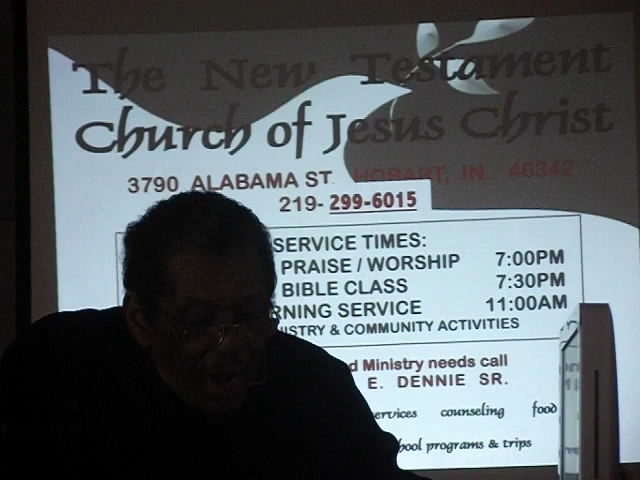 The New Testament
Church of Jesus Christ
3790 ALABAMA ST. HOBART, IN. 46342
219- 299-6015
SERVICE TIMES:
PRAISE / WORSHIP 7:00PM
BIBLE CLASS 7:30PM
RNING SERVICE 11:00AM
ISTRY & COMMUNITY ACTIVITIES
d Ministry needs call
E. DENNIE SR.
ervices counseling food
hool programs & trips